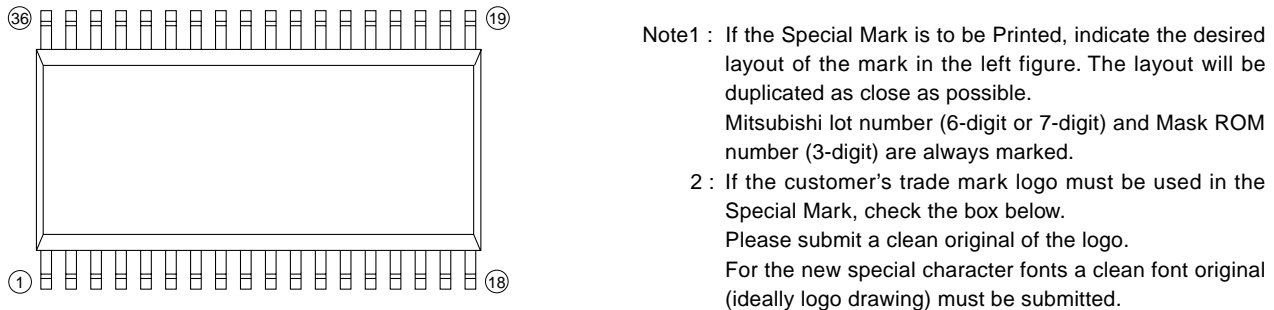 36 19
1 18
Note1 : If the Special Mark is to be Printed, indicate the desired
layout of the mark in the left figure. The layout will be
duplicated as close as possible.
Mitsubishi lot number (6-digit or 7-digit) and Mask ROM
number (3-digit) are always marked.
2 : If the customer’s trade mark logo must be used in the
Special Mark, check the box below.
Please submit a clean original of the logo.
For the new special character fonts a clean font original
(ideally logo drawing) must be submitted.